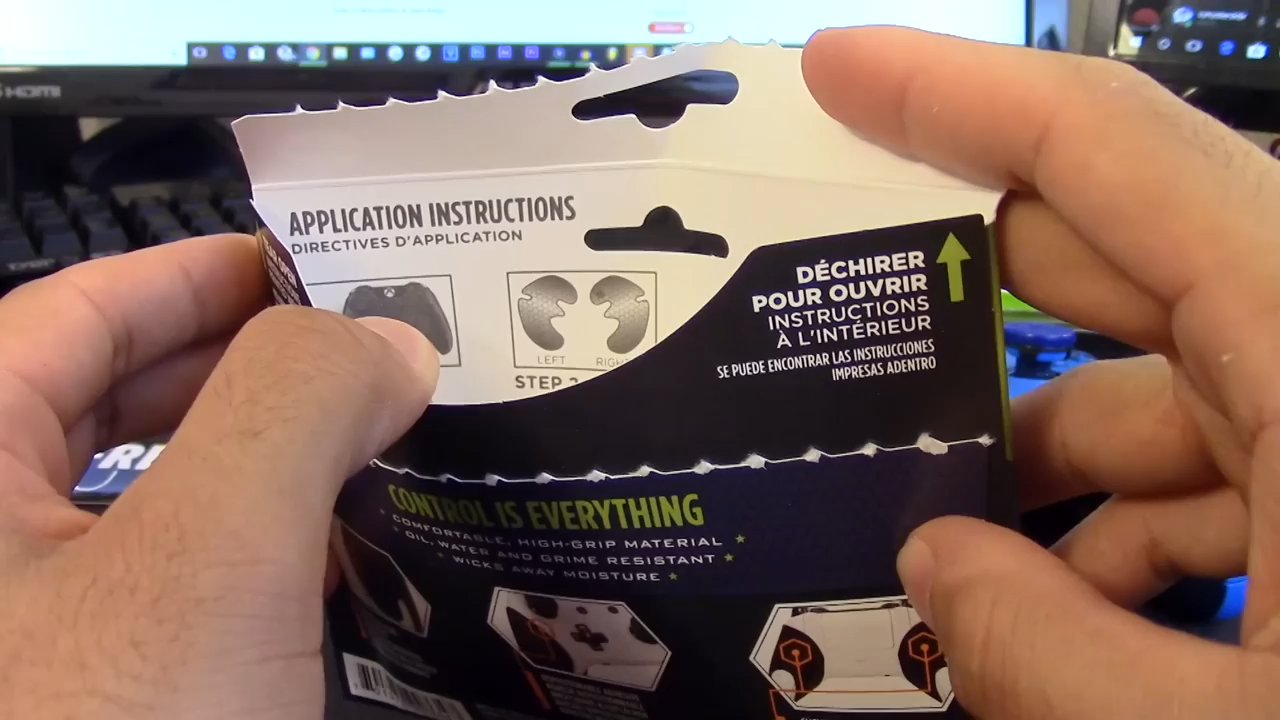 HDMI
APPLICATION INSTRUCTIONS
DIRECTIVES D'APPLICATION
LEFT
STEP
DÉCHIRER
POUR OUVRIR
INSTRUCTIONS
À L'INTÉRIEUR
SE PUEDE ENCONTRAR LAS INSTRUCCIONES
IMPRESAS ADENTRO
CONTROL IS EVERYTHING
COMFORTABLE, HIGH-GRIP MATERIAL
OIL, WATER AND GRIME RESISTANT
WICKS AWAY MOISTURE